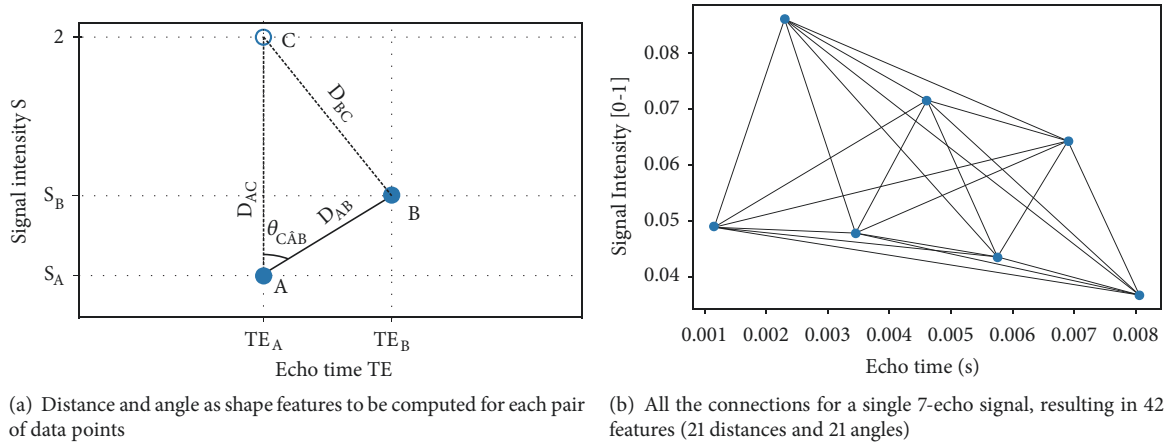 2
S_B
S_A
Signal intensity S
C
D_BC
D_AC
D_AB
B
θ_CÂB
A
TE_A
TE_B
Echo time TE
(a) Distance and angle as shape features to be computed for each pair
of data points
0.08
0.07
0.06
0.05
0.04
Signal Intensity [0-1]
0.001 0.002 0.003 0.004 0.005 0.006 0.007 0.008
Echo time (s)
(b) All the connections for a single 7-echo signal, resulting in 42
features (21 distances and 21 angles)